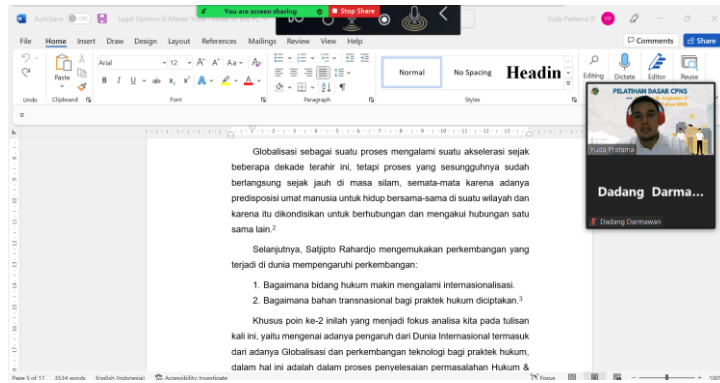 AutoSave Off
Legal Opinion Si Master Yuda
You are screen sharing Stop Share
Yuda Pratama D YP
File Home Insert Draw Design Layout References Mailings Review View Help
Comments Share
Paste
Arial 12
Normal No Spacing Headin
Editing Dictate Editor Reuse
Undo Clipboard Font Paragraph Styles
PELATIHAN DASAR CPNS
Yuda Pratama
Dadang Darma...
Dadang Darmawan
Globalisasi sebagai suatu proses mengalami suatu akselerasi sejak
beberapa dekade terahir ini, tetapi proses yang sesungguhnya sudah
berlangsung sejak jauh di masa silam, semata-mata karena adanya
predisposisi umat manusia untuk hidup bersama-sama di suatu wilayah dan
karena itu dikondisikan untuk berhubungan dan mengakui hubungan satu
sama lain.²
Selanjutnya, Satjipto Rahardjo mengemukakan perkembangan yang
terjadi di dunia mempengaruhi perkembangan:
1. Bagaimana bidang hukum makin mengalami internasionalisasi.
2. Bagaimana bahan transnasional bagi praktek hukum diciptakan.³
Khusus poin ke-2 inilah yang menjadi fokus analisa kita pada tulisan
kali ini, yaitu mengenai adanya pengaruh dari Dunia Internasional termasuk
dari adanya Globalisasi dan perkembangan teknologi bagi praktek hukum,
dalam hal ini adalah dalam proses penyelesaian permasalahan Hukum &
Page 5 of 17 3534 words English (Indonesia) Accessibility: Investigate Focus 100%